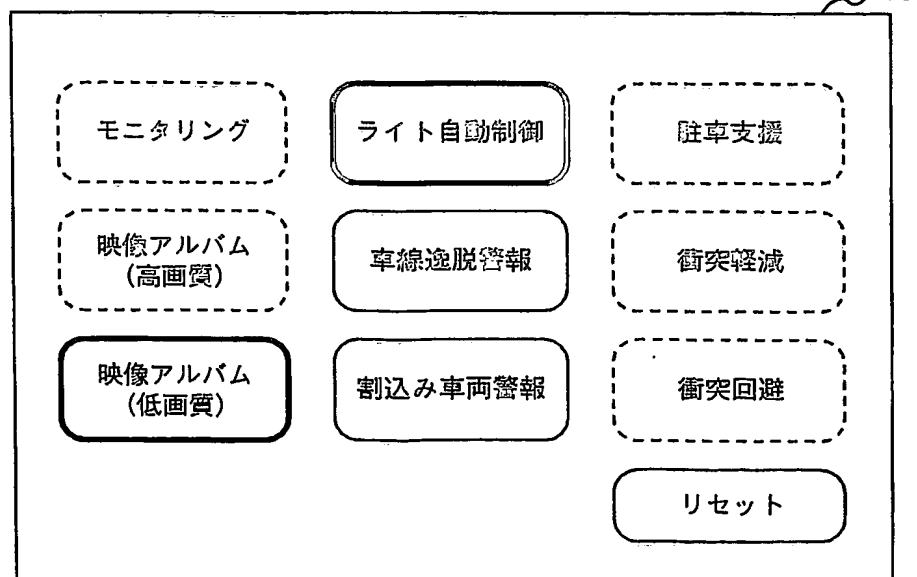 モニタリング
ライト自動制御
駐車支援
映像アルバム
(高画質)
車線逸脱警報
衝突軽減
映像アルバム
(低画質)
割込み車両警報
衝突回避
リセット